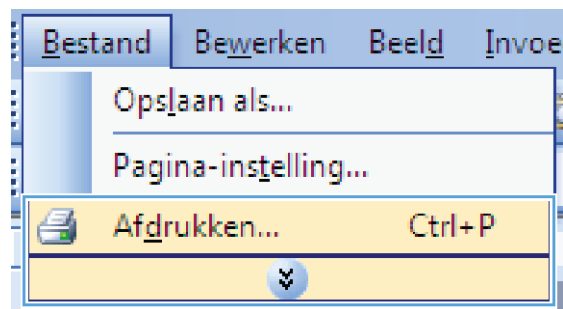 Bestand Bewerken Beeld Invoe
Opslaan als...
Pagina-instelling...
Afdrukken... Ctrl+P